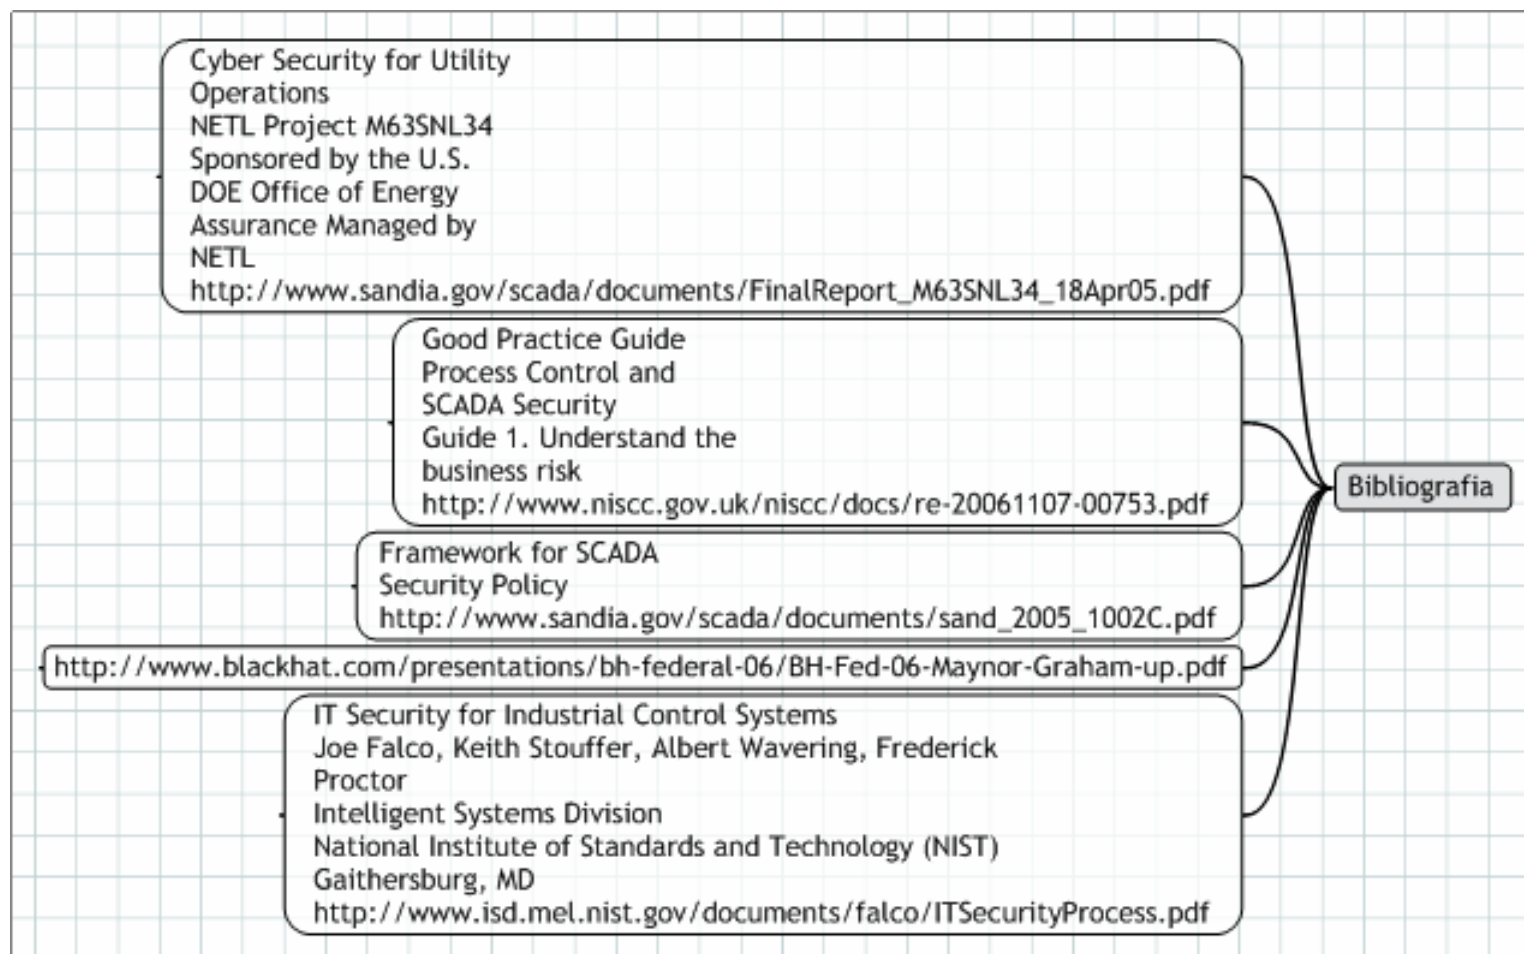 Cyber Security for Utility
Operations
NETL Project M63SNL34
Sponsored by the U.S.
DOE Office of Energy
Assurance Managed by
NETL
http://www.sandia.gov/scada/documents/FinalReport_M63SNL34_18Apr05.pdf
Good Practice Guide
Process Control and
SCADA Security
Guide 1. Understand the
business risk
http://www.niscc.gov.uk/niscc/docs/re-20061107-00753.pdf
Bibliografia
Framework for SCADA
Security Policy
http://www.sandia.gov/scada/documents/sand_2005_1002C.pdf
http://www.blackhat.com/presentations/bh-federal-06/BH-Fed-06-Maynor-Graham-up.pdf
IT Security for Industrial Control Systems
Joe Falco, Keith Stouffer, Albert Wavering, Frederick
Proctor
Intelligent Systems Division
National Institute of Standards and Technology (NIST)
Gaithersburg, MD
http://www.isd.mel.nist.gov/documents/falco/ITSecurityProcess.pdf